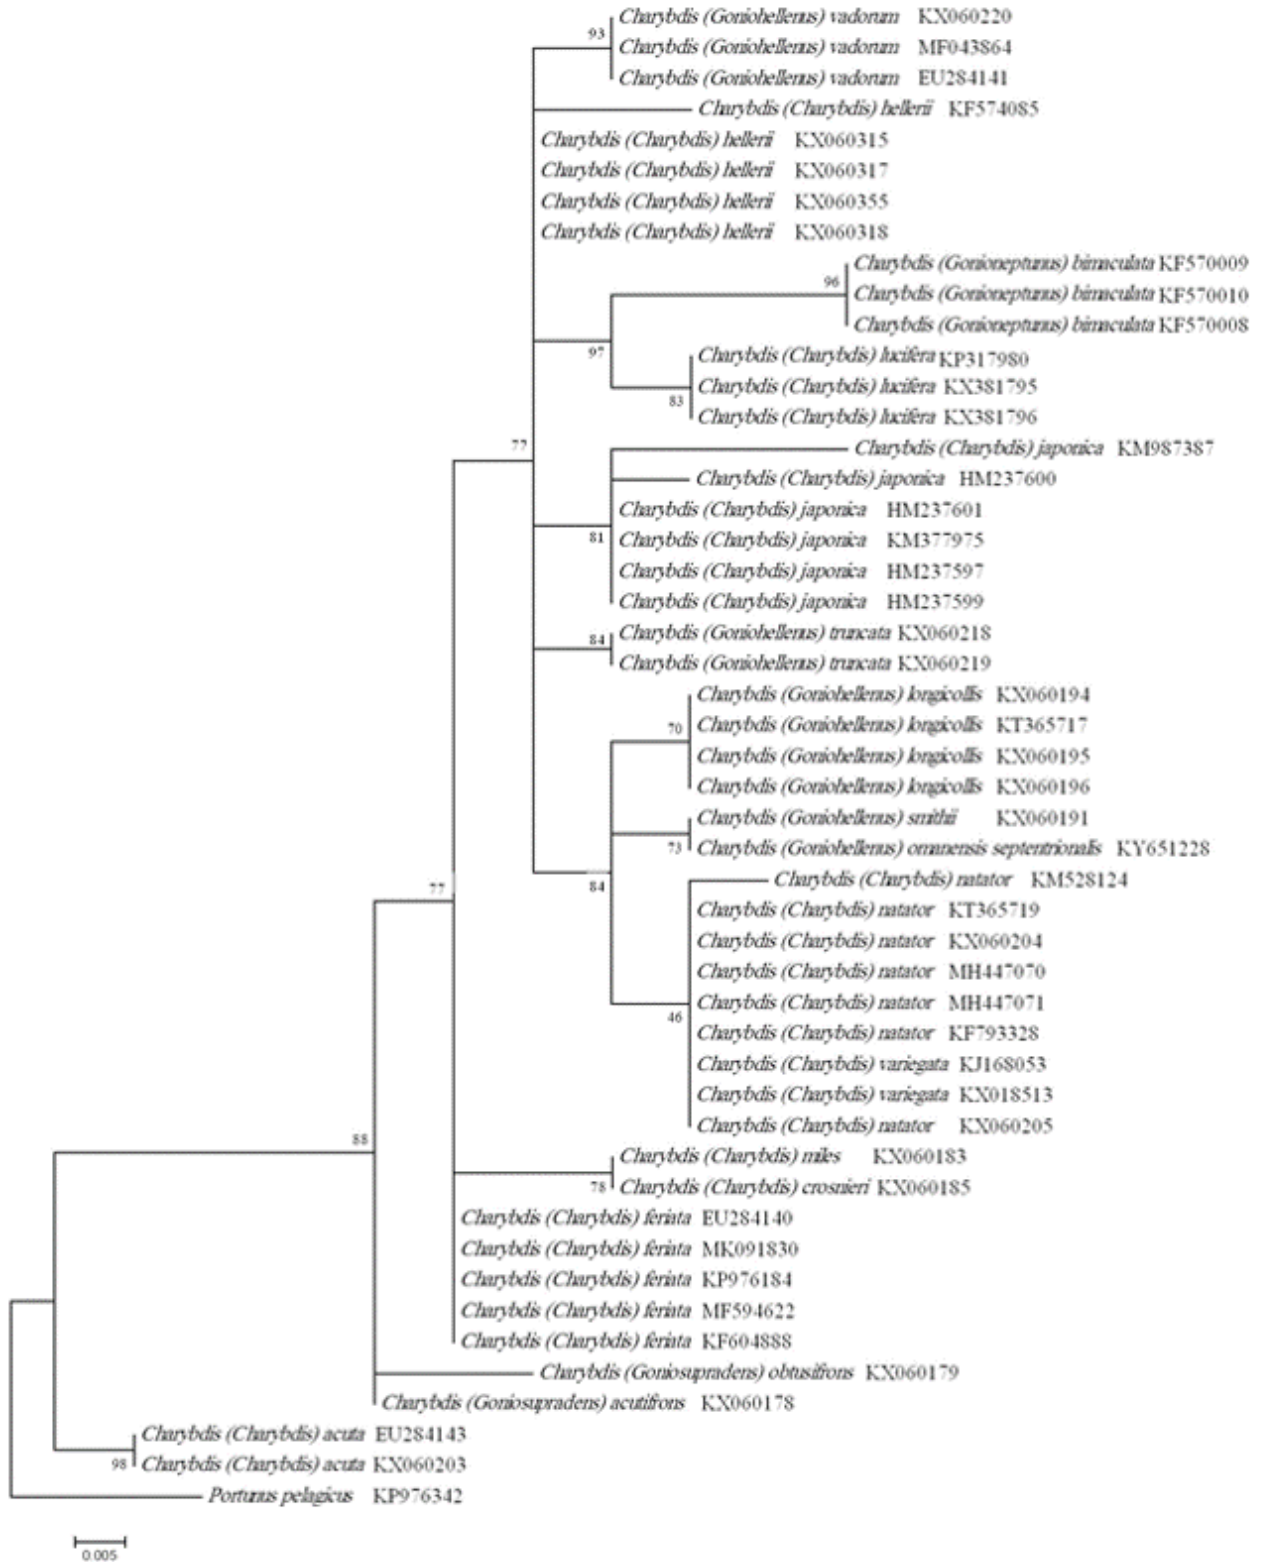 Charybdis (Goniohellenus) vadorum KX060220
93
Charybdis (Goniohellenus) vadorum MF043864
Charybdis (Goniohellenus) vadorum EU284141
Charybdis (Charybdis) hellerii KF574085
Charybdis (Charybdis) hellerii KX060315
Charybdis (Charybdis) hellerii KX060317
Charybdis (Charybdis) hellerii KX060355
Charybdis (Charybdis) hellerii KX060318
Charybdis (Gonioneptunus) bimaculata KF570009
96
Charybdis (Gonioneptunus) bimaculata KF570010
Charybdis (Gonioneptunus) bimaculata KF570008
97
Charybdis (Charybdis) lucifera KP317980
Charybdis (Charybdis) lucifera KX381795
83
Charybdis (Charybdis) lucifera KX381796
77
Charybdis (Charybdis) japonica KM987387
Charybdis (Charybdis) japonica HM237600
Charybdis (Charybdis) japonica HM237601
81
Charybdis (Charybdis) japonica KM377975
Charybdis (Charybdis) japonica HM237597
Charybdis (Charybdis) japonica HM237599
Charybdis (Goniohellenus) truncata KX060218
84
Charybdis (Goniohellenus) truncata KX060219
Charybdis (Goniohellenus) longicollis KX060194
70
Charybdis (Goniohellenus) longicollis KT365717
Charybdis (Goniohellenus) longicollis KX060195
Charybdis (Goniohellenus) longicollis KX060196
Charybdis (Goniohellenus) smithii KX060191
73
Charybdis (Goniohellenus) omanensis septentrionalis KY651228
84
Charybdis (Charybdis) natator KM528124
77
Charybdis (Charybdis) natator KT365719
Charybdis (Charybdis) natator KX060204
Charybdis (Charybdis) natator MH447070
Charybdis (Charybdis) natator MH447071
46
Charybdis (Charybdis) natator KF793328
Charybdis (Charybdis) variegata KJ168053
Charybdis (Charybdis) variegata KX018513
Charybdis (Charybdis) natator KX060205
88
Charybdis (Charybdis) miles KX060183
78
Charybdis (Charybdis) crosnieri KX060185
Charybdis (Charybdis) feriata EU284140
Charybdis (Charybdis) feriata MK091830
Charybdis (Charybdis) feriata KP976184
Charybdis (Charybdis) feriata MF594622
Charybdis (Charybdis) feriata KF604888
Charybdis (Goniosupradens) obtusifrons KX060179
Charybdis (Goniosupradens) acutifrons KX060178
Charybdis (Charybdis) acuta EU284143
98
Charybdis (Charybdis) acuta KX060203
Portunus pelagicus KP976342
0.005